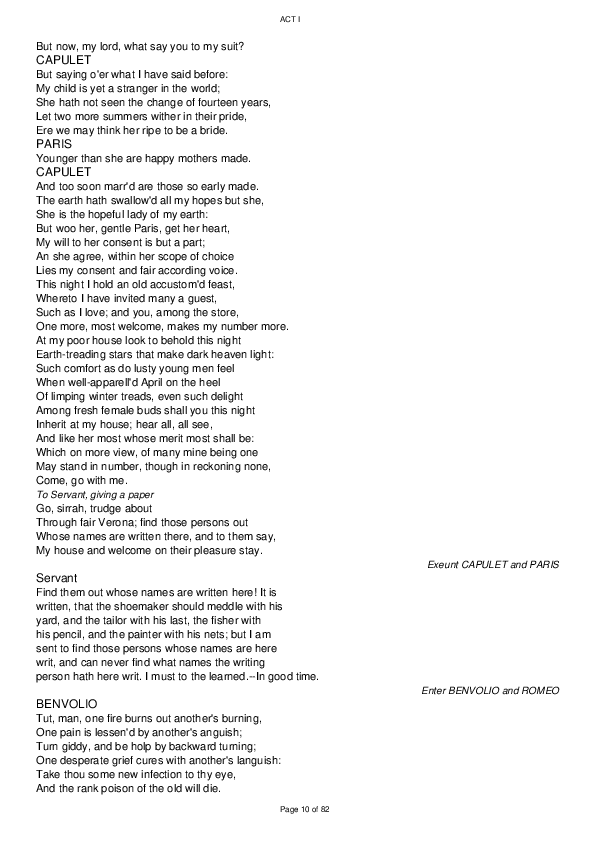 ACT I
But now, my lord, what say you to my suit?
CAPULET
But saying o'er what I have said before:
My child is yet a stranger in the world;
She hath not seen the change of fourteen years,
Let two more summers wither in their pride,
Ere we may think her ripe to be a bride.
PARIS
Younger than she are happy mothers made.
CAPULET
And too soon marr'd are those so early made.
The earth hath swallow'd all my hopes but she,
She is the hopeful lady of my earth:
But woo her, gentle Paris, get her heart,
My will to her consent is but a part;
An she agree, within her scope of choice
Lies my consent and fair according voice.
This night I hold an old accustom'd feast,
Whereto I have invited many a guest,
Such as I love; and you, among the store,
One more, most welcome, makes my number more.
At my poor house look to behold this night
Earth-treading stars that make dark heaven light:
Such comfort as do lusty young men feel
When well-apparell'd April on the heel
Of limping winter treads, even such delight
Among fresh female buds shall you this night
Inherit at my house; hear all, all see,
And like her most whose merit most shall be:
Which on more view, of many mine being one
May stand in number, though in reckoning none,
Come, go with me.
To Servant, giving a paper
Go, sirrah, trudge about
Through fair Verona; find those persons out
Whose names are written there, and to them say,
My house and welcome on their pleasure stay.
Exeunt CAPULET and PARIS
Servant
Find them out whose names are written here! It is
written, that the shoemaker should meddle with his
yard, and the tailor with his last, the fisher with
his pencil, and the painter with his nets; but I am
sent to find those persons whose names are here
writ, and can never find what names the writing
person hath here writ. I must to the learned.--In good time.
Enter BENVOLIO and ROMEO
BENVOLIO
Tut, man, one fire burns out another's burning,
One pain is lessen'd by another's anguish;
Turn giddy, and be holp by backward turning;
One desperate grief cures with another's languish:
Take thou some new infection to thy eye,
And the rank poison of the old will die.
Page 10 of 82